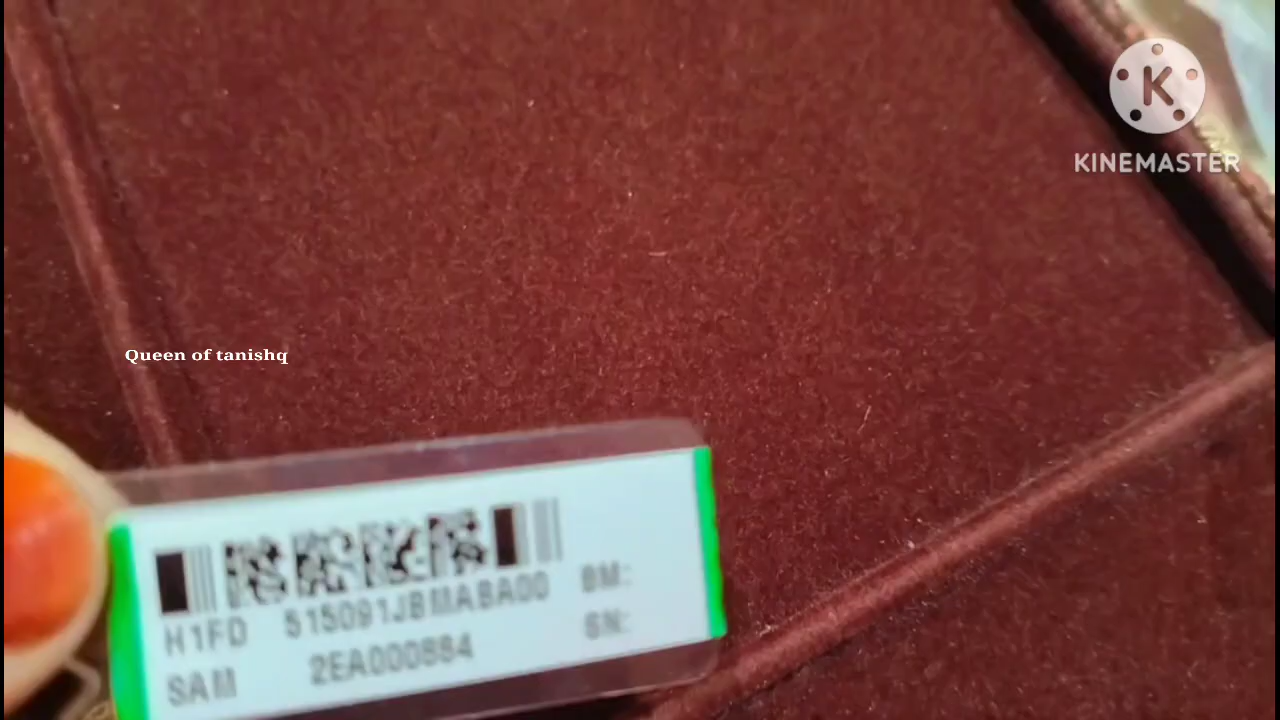 KINEMASTER
Queen of tanishq
H1FD 515091JBMABA00 BM:
SAM 2EA000884 SN: